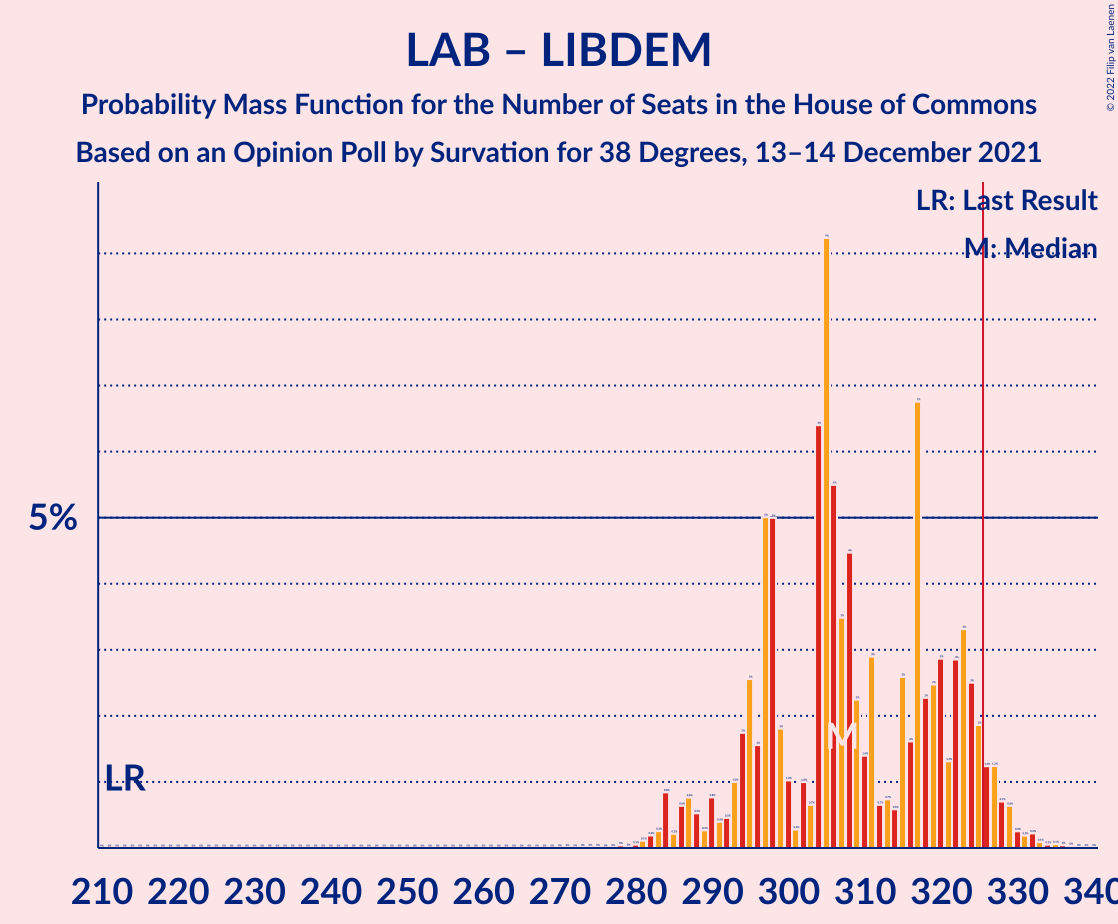 LAB – LIBDEM
Probability Mass Function for the Number of Seats in the House of Commons
Based on an Opinion Poll by Survation for 38 Degrees, 13–14 December 2021
© 2022 Filip van Laenen
LR: Last Result
M: Median
5%
M
LR
210 220 230 240 250 260 270 280 290 300 310 320 330 340